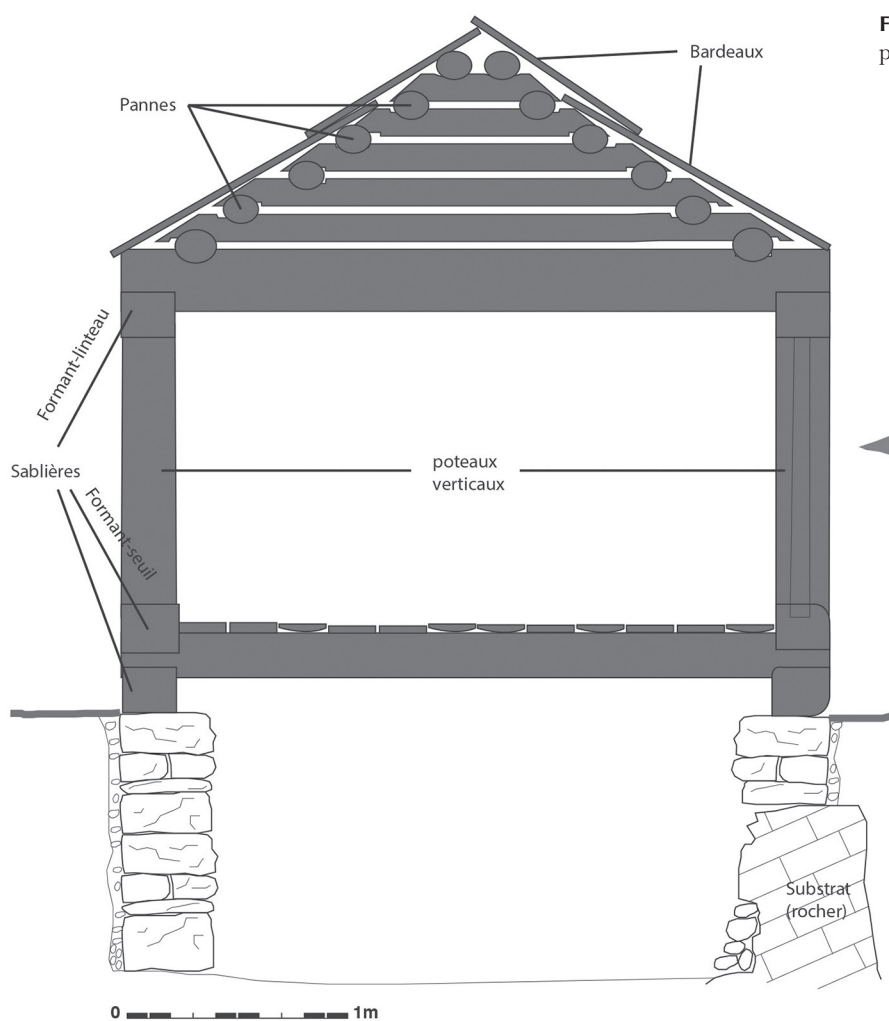 F
p
Bardeaux
Pannes
Formant-linteau
Sablières
poteaux
verticaux
Formant-seuil
Substrat
(rocher)
0 1m